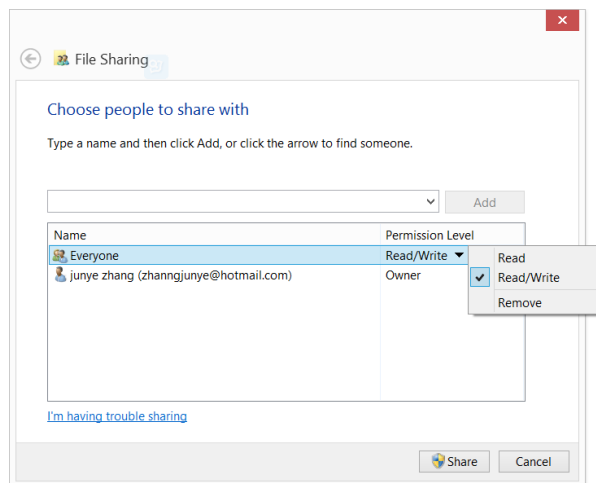 File Sharing
Choose people to share with
Type a name and then click Add, or click the arrow to find someone.
Add
Name Permission Level
Everyone Read/Write
junye zhang (zhanngjunye@hotmail.com) Owner
Read
Read/Write
Remove
I'm having trouble sharing
Share Cancel